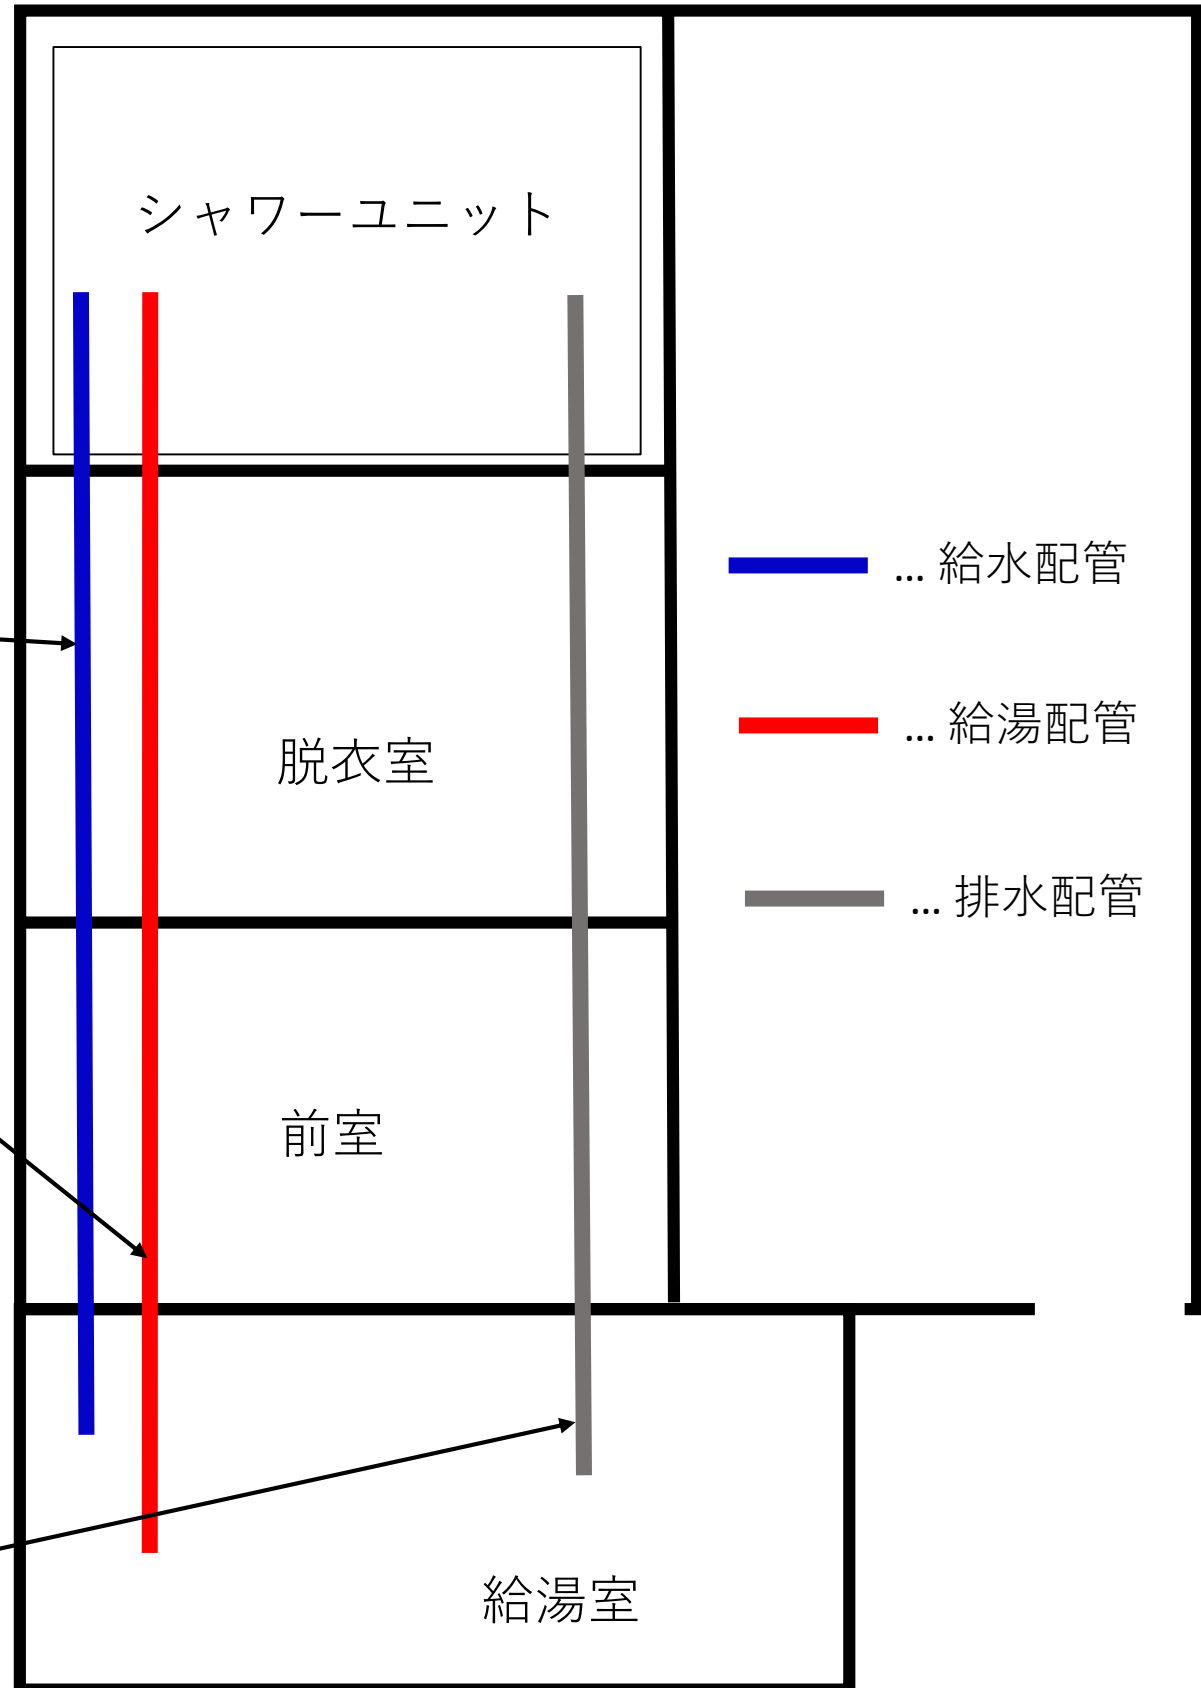 シャワーユニット
... 給水配管
... 給湯配管
脱衣室
... 排水配管
前室
給湯室